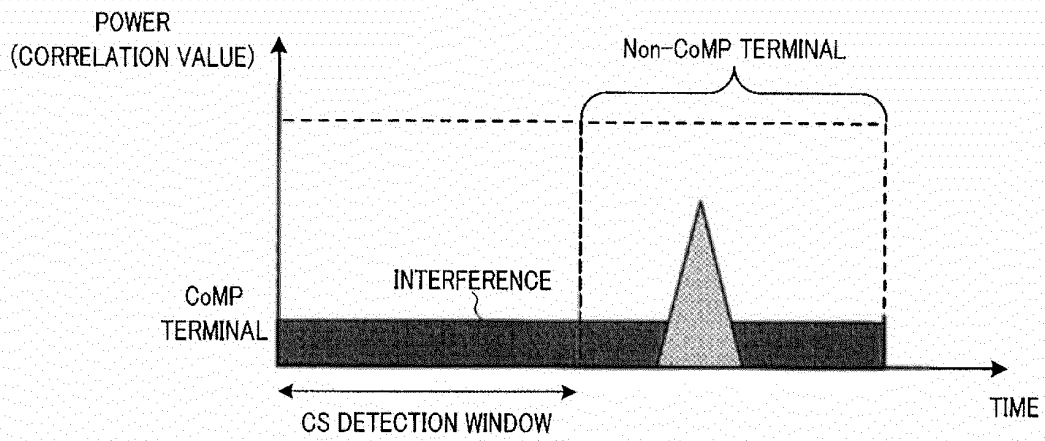 POWER
(CORRELATION VALUE)
Non-CoMP TERMINAL
INTERFERENCE
CoMP
TERMINAL
CS DETECTION WINDOW
TIME